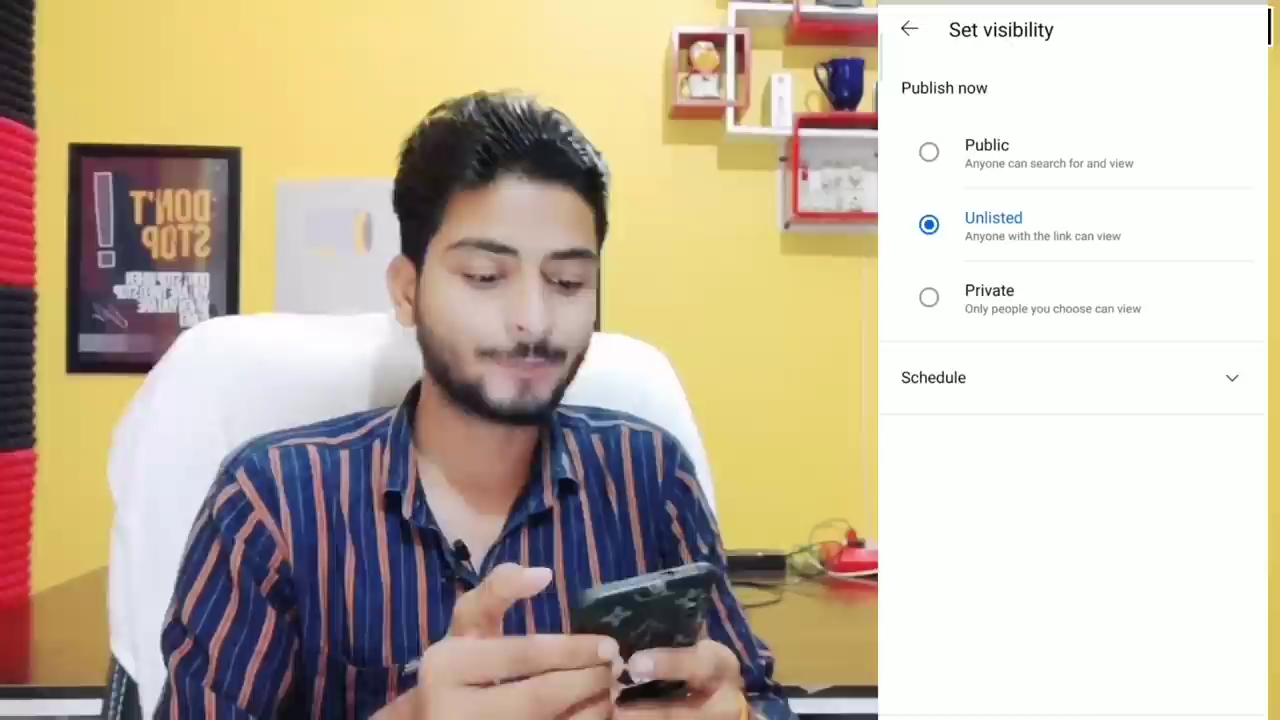 DON'T
STOP
Set visibility
Publish now
Public
Anyone can search for and view
Unlisted
Anyone with the link can view
Private
Only people you choose can view
Schedule